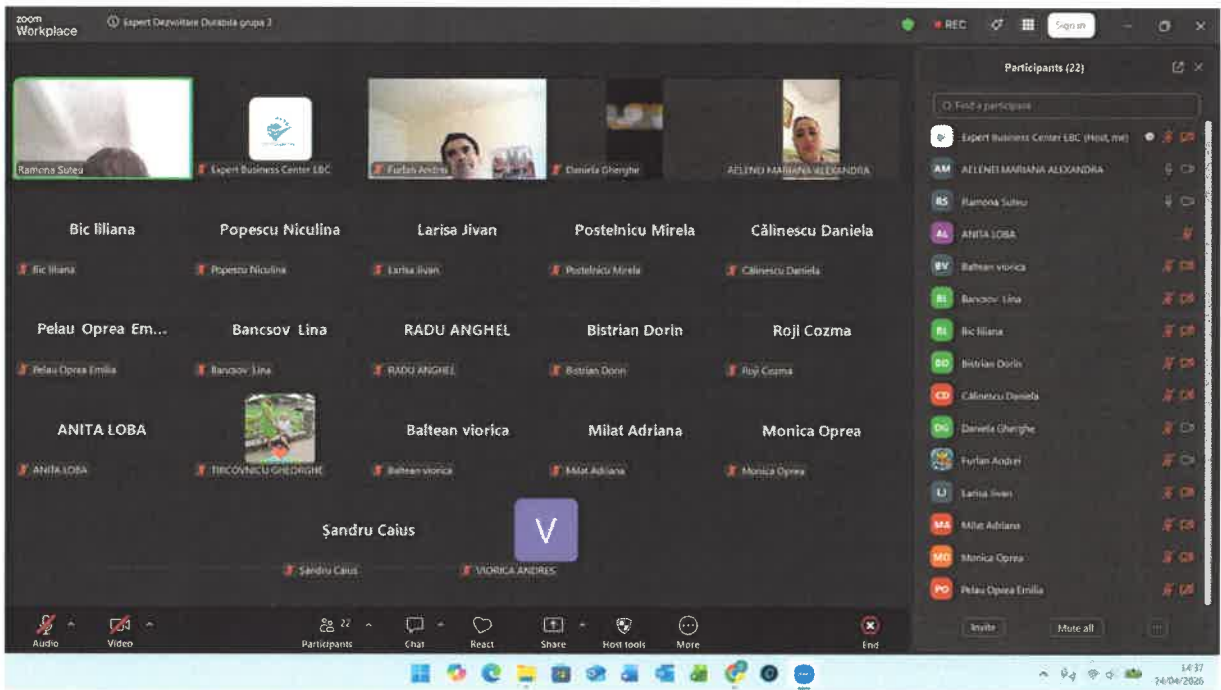 zoom
Workplace
Expert Dezvoltare Durabila grupa 3
REC
Sign in
Participants (22)
Find a participant
Ramona Suteu
Expert Business Center EBC
Furlan Andrei
Daniela Gherghe
AELENEI MARIANA ALEXANDRA
Bic liliana
Popescu Niculina
Larisa Jivan
Postelnicu Mirela
Călinescu Daniela
Bic liliana
Popescu Niculina
Larisa Jivan
Postelnicu Mirela
Călinescu Daniela
Pelau Oprea Em...
Bancsov Lina
RADU ANGHEL
Bistrian Dorin
Roji Cozma
Pelau Oprea Emilia
Bancsov Lina
RADU ANGHEL
Bistrian Dorin
Roji Cozma
ANITA LOBA
Baltean viorica
Milat Adriana
Monica Oprea
ANITA LOBA
TIRCOVNICU GHEORGHE
Baltean viorica
Milat Adriana
Monica Oprea
Șandru Caius
V
Șandru Caius
VIORICA ANDRES
Expert Business Center EBC (Host, me)
AM AELENEI MARIANA ALEXANDRA
RS Ramona Suteu
AL ANITA LOBA
BV Baltean viorica
BL Bancsov Lina
Bic liliana
BD Bistrian Dorin
CD Călinescu Daniela
DG Daniela Gherghe
Furlan Andrei
LJ Larisa Jivan
MA Milat Adriana
MO Monica Oprea
PO Pelau Oprea Emilia
Invite
Mute all
Audio
Video
22
Participants
Chat
React
Share
Host tools
More
End
14:37
24/04/2026